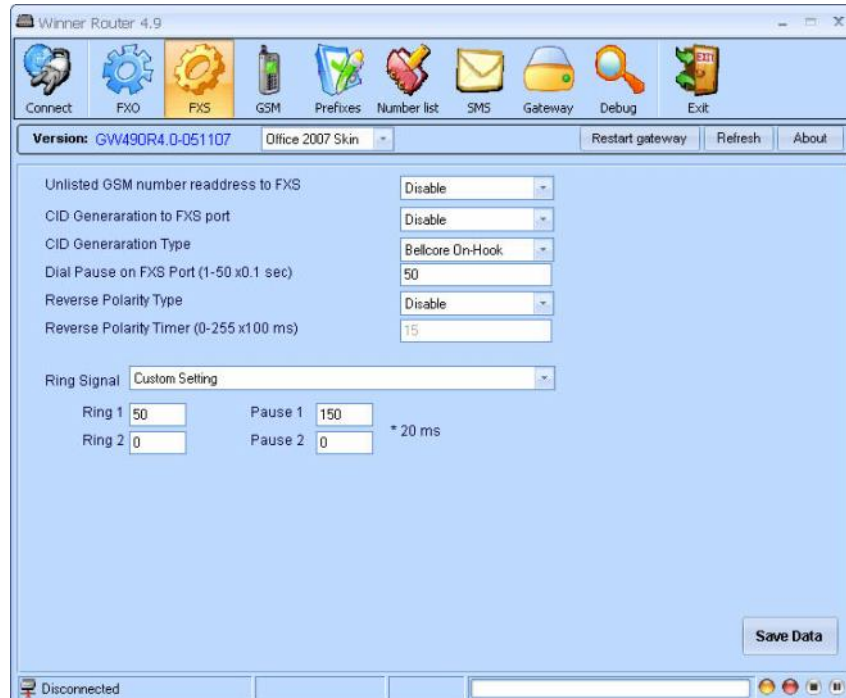 Winner Router 4.9
Connect FXO FXS GSM Prefixes Number list SMS Gateway Debug EXIT Exit
Version: GW490R4.0-051107 Office 2007 Skin Restart gateway Refresh About
Unlisted GSM number readdress to FXS Disable
CID Generaration to FXS port Disable
CID Generaration Type Bellcore On-Hook
Dial Pause on FXS Port (1-50 x0.1 sec) 50
Reverse Polarity Type Disable
Reverse Polarity Timer (0-255 x100 ms) 15
Ring Signal Custom Setting
Ring 1 50 Pause 1 150
* 20 ms
Ring 2 0 Pause 2 0
Save Data
Disconnected